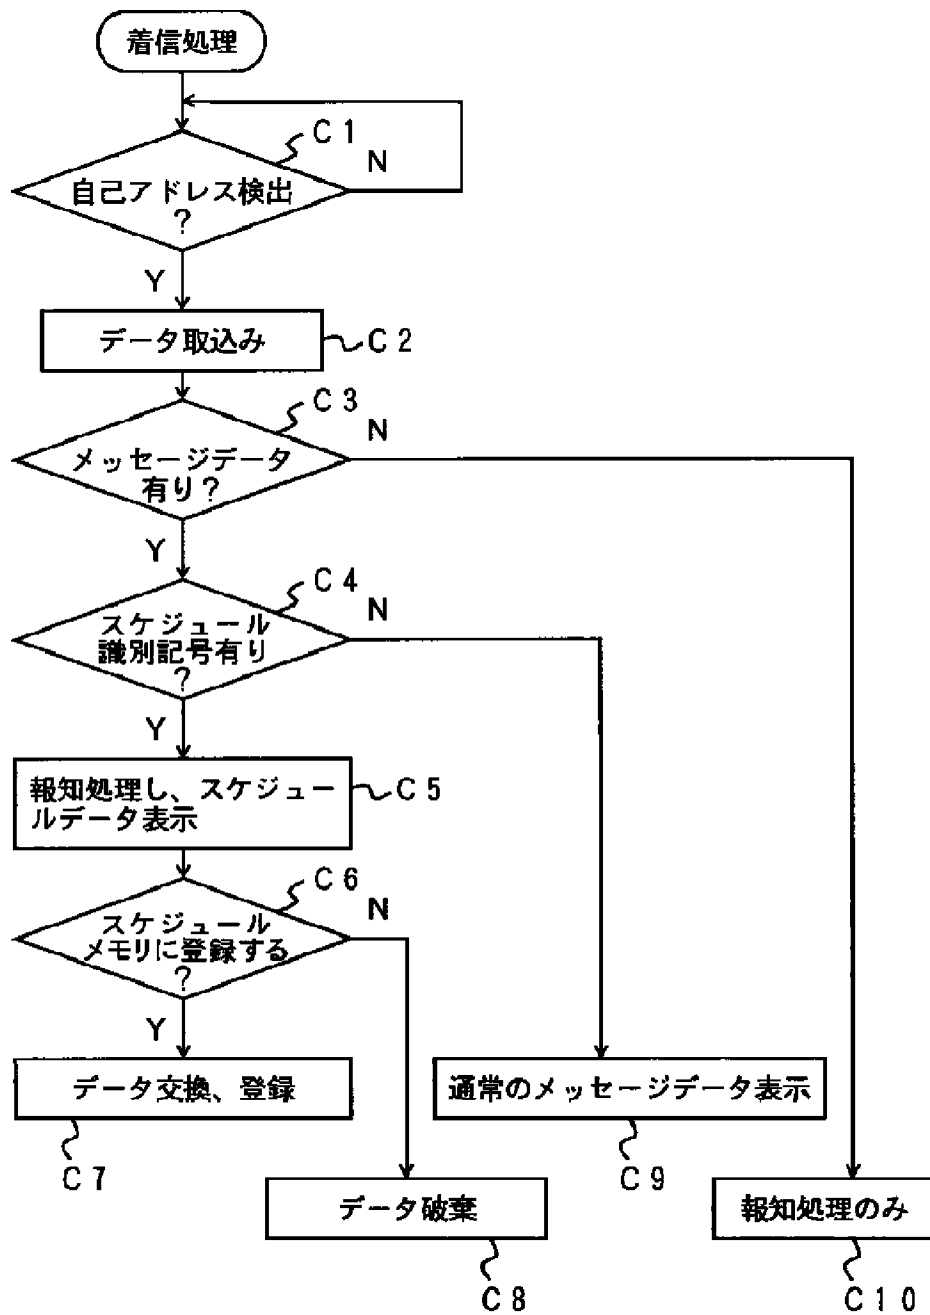 着信処理
C1
N
自己アドレス検出
?
Y
データ取込み
C2
C3
N
メッセージデータ
有り?
Y
C4
N
スケジュール
識別記号有り
?
Y
報知処理し、スケジュー
ルデータ表示
C5
C6
N
スケジュール
メモリに登録する
?
Y
データ交換、登録
通常のメッセージデータ表示
C7
C9
データ破棄
報知処理のみ
C8
C10